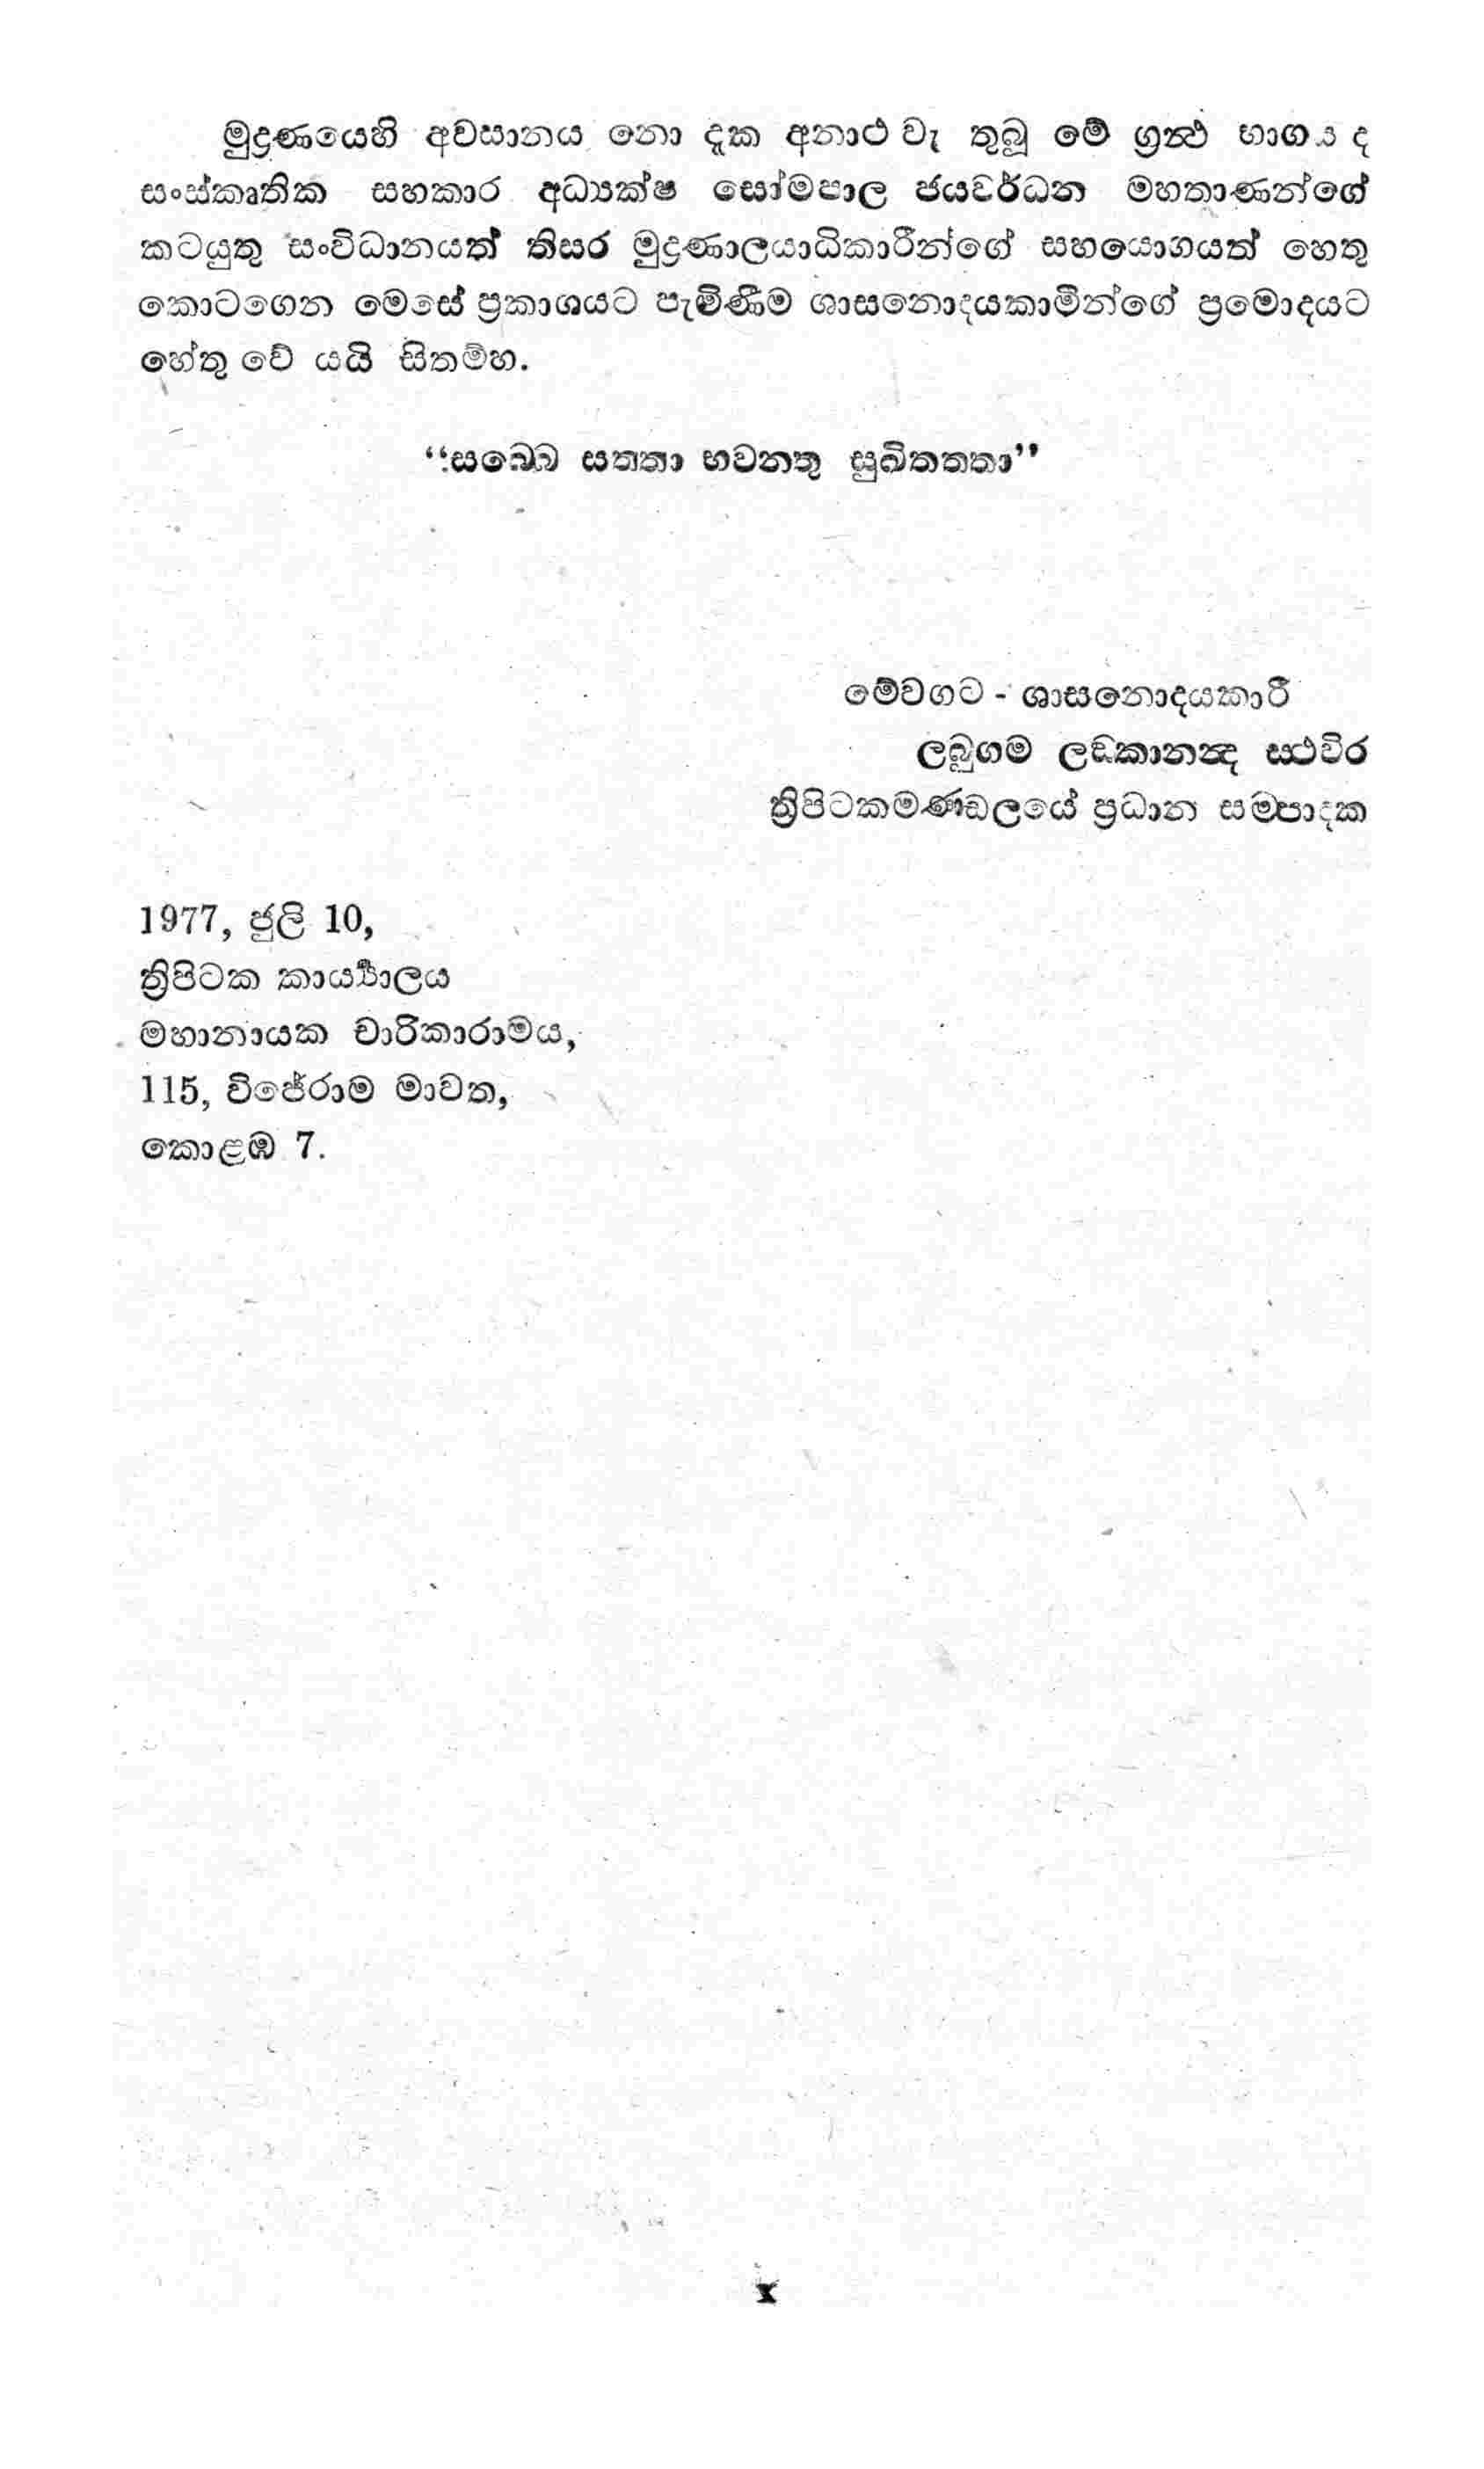 මුද්‍රණයෙහි අවසානය නො දැක අනාථ වැ තුබූ මේ ග්‍රන්‍ථ භාගය ද
සංස්කෘතික සහකාර අධ්‍යක්ෂ සෝමපාල ජයවර්ධන මහතාණන්ගේ
කටයුතු සංවිධානයත් තිසර මුද්‍රණාලයාධිකාරීන්ගේ සහයොගයත් හෙතු
කොටගෙන මෙසේ ප්‍රකාශයට පැමිණීම ශාසනොදයකාමීන්ගේ ප්‍රමොදයට
හේතු වේ යයි සිතම්හ.
“සබ්බෙ සත්තා භවන්තු සුඛිතත්තා”
මේවගට - ශාසනොදයකාරී
ලබුගම ලඞ්කානන්‍ද ස්‍ථවිර
ත්‍රිපිටකමණ්ඩලයේ ප්‍රධාන සම්පාදක
1977, ජුලි 10,
ත්‍රිපිටක කාර්‍ය්‍යාලය
මහානායක චාරිකාරාමය,
115, විජේරාම මාවත,
කොළඹ 7.
x